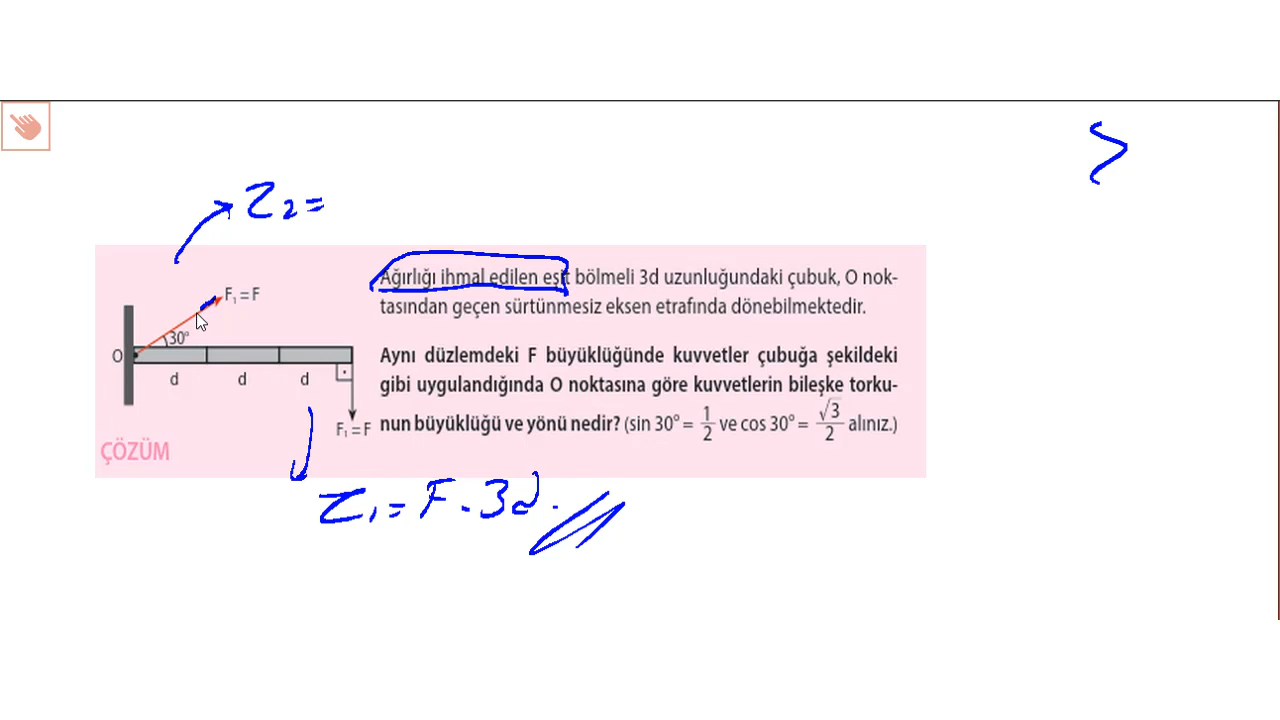 τ₂ =
Ağırlığı ihmal edilen eşit bölmeli 3d uzunluğundaki çubuk, O nok-
tasından geçen sürtünmesiz eksen etrafında dönebilmektedir.
F₁ = F
30°
O
d d d
Aynı düzlemdeki F büyüklüğünde kuvvetler çubuğa şekildeki
gibi uygulandığında O noktasına göre kuvvetlerin bileşke torku-
nun büyüklüğü ve yönü nedir? (sin 30° = 1/2 ve cos 30° = √3/2 alınız.)
F₁ = F
ÇÖZÜM
τ₁ = F . 3d .